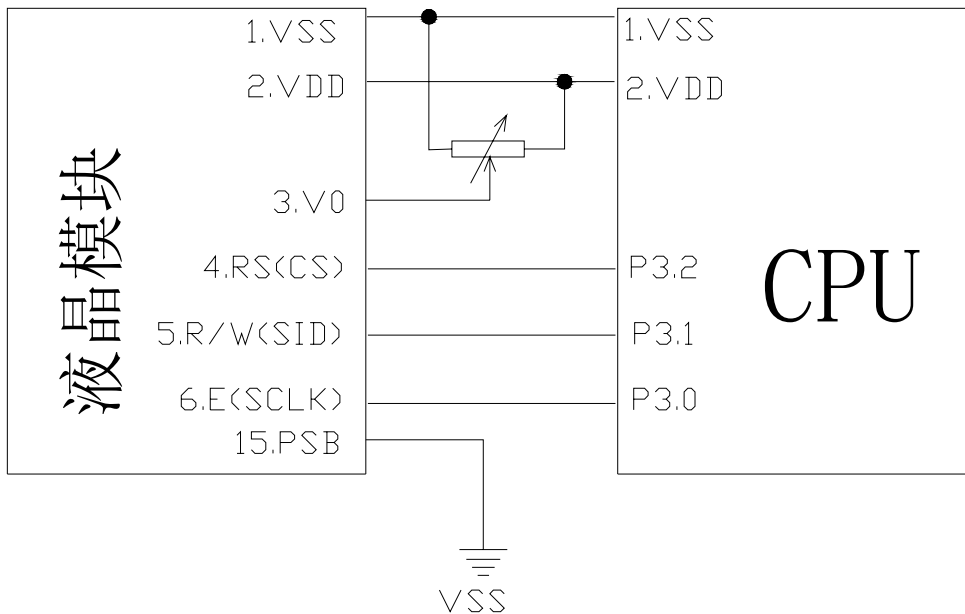 液晶模块
1.VSS
2.VDD
3.V0
4.RS(CS)
5.R/W(SID)
6.E(SCLK)
15.PSB
VSS
1.VSS
2.VDD
P3.2
P3.1
P3.0
CPU